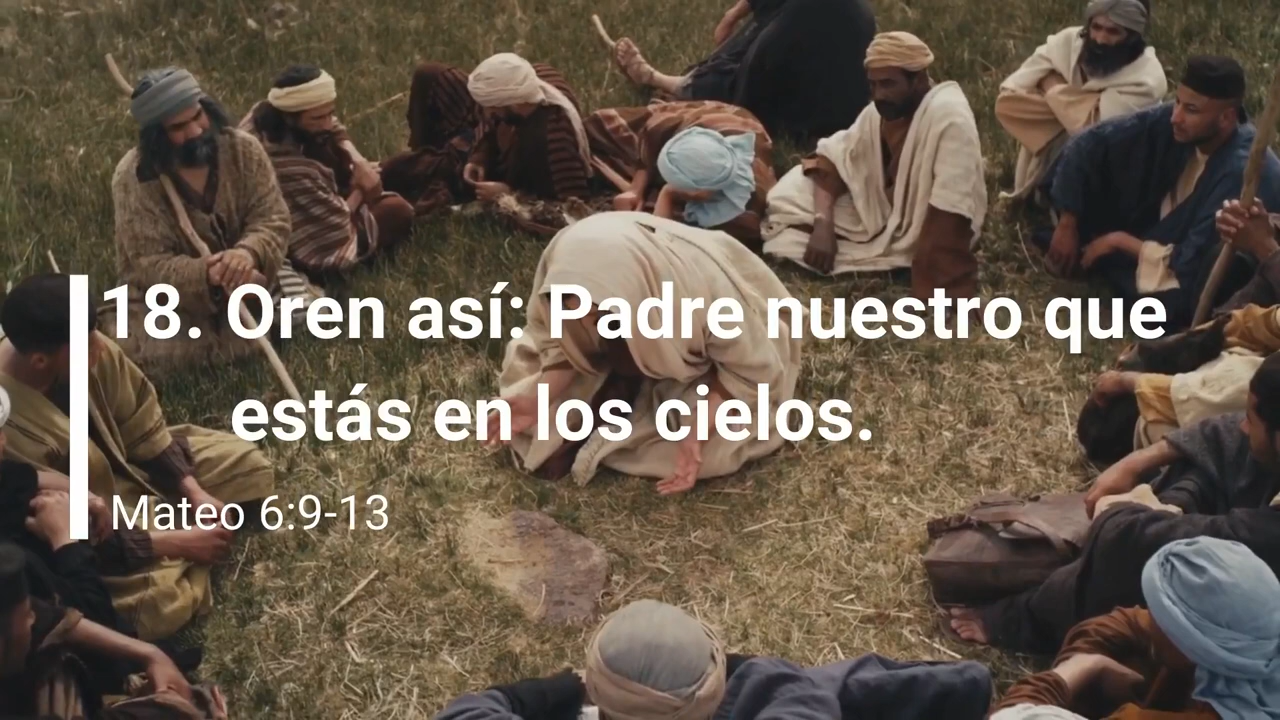 18. Oren así: Padre nuestro que
estás en los cielos.
Mateo 6:9-13